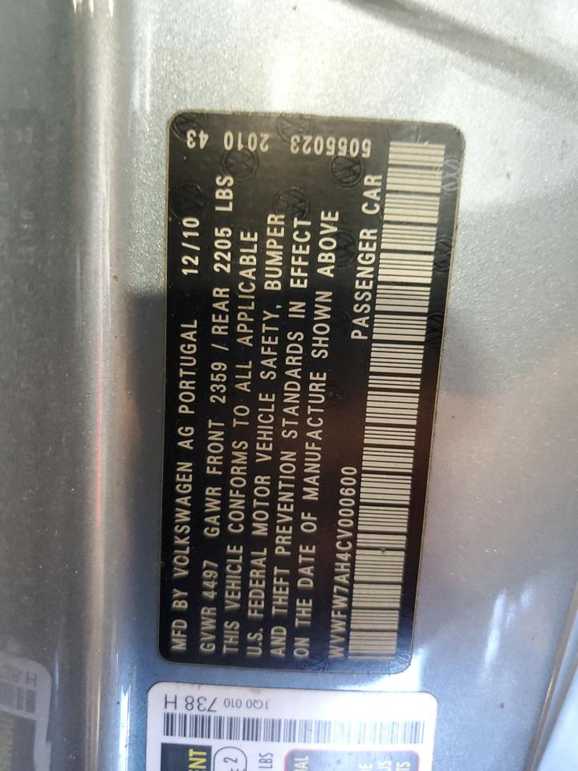 MFD BY VOLKSWAGEN AG PORTUGAL 12/10 43
GVWR 4497 GAWR FRONT 2359 / REAR 2205 LBS 2010
THIS VEHICLE CONFORMS TO ALL APPLICABLE
U.S. FEDERAL MOTOR VEHICLE SAFETY, BUMPER 5055023
AND THEFT PREVENTION STANDARDS IN EFFECT
ON THE DATE OF MANUFACTURE SHOWN ABOVE
WVWFW7AH4CV000600 PASSENGER CAR
1Q0 010 738 H
2
LBS